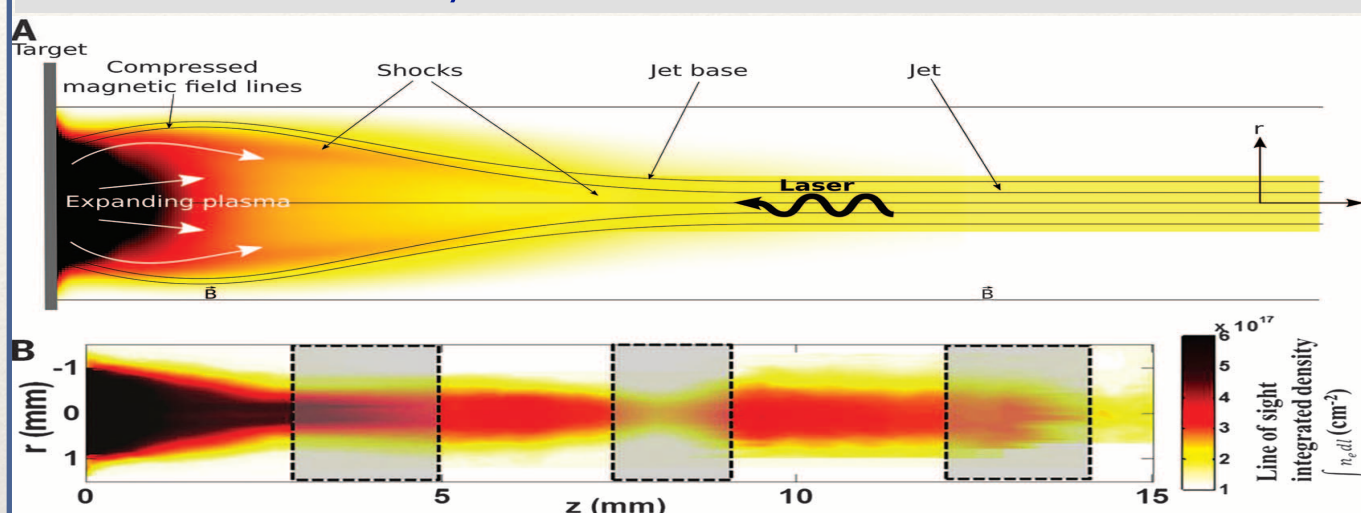 A
Target
Compressed
magnetic field lines
Shocks
Jet base
Jet
r
Laser
Expanding plasma
B⃗
B⃗
B
r (mm)
-1
0
1
0
5
10
15
z (mm)
x 10¹⁷
6
5
4
3
2
1
Line of sight
integrated density
∫ nₑdl (cm⁻²)